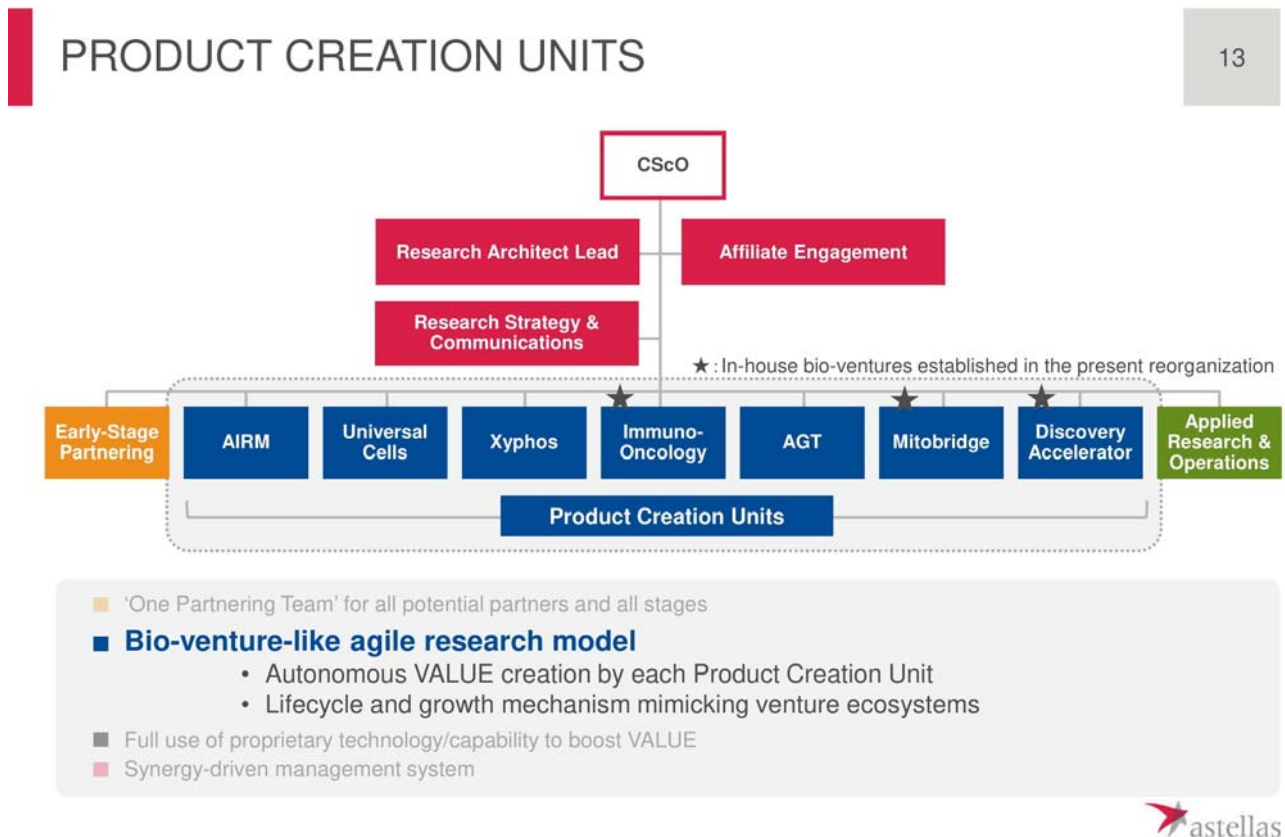 PRODUCT CREATION UNITS
13
CScO
Research Architect Lead
Affiliate Engagement
Research Strategy &
Communications
★ : In-house bio-ventures established in the present reorganization
Early-Stage
Partnering
AIRM
Universal
Cells
Xyphos
Immuno-
Oncology
AGT
Mitobridge
Discovery
Accelerator
Applied
Research &
Operations
Product Creation Units
■ ‘One Partnering Team’ for all potential partners and all stages
■ Bio-venture-like agile research model
• Autonomous VALUE creation by each Product Creation Unit
• Lifecycle and growth mechanism mimicking venture ecosystems
■ Full use of proprietary technology/capability to boost VALUE
■ Synergy-driven management system
astellas